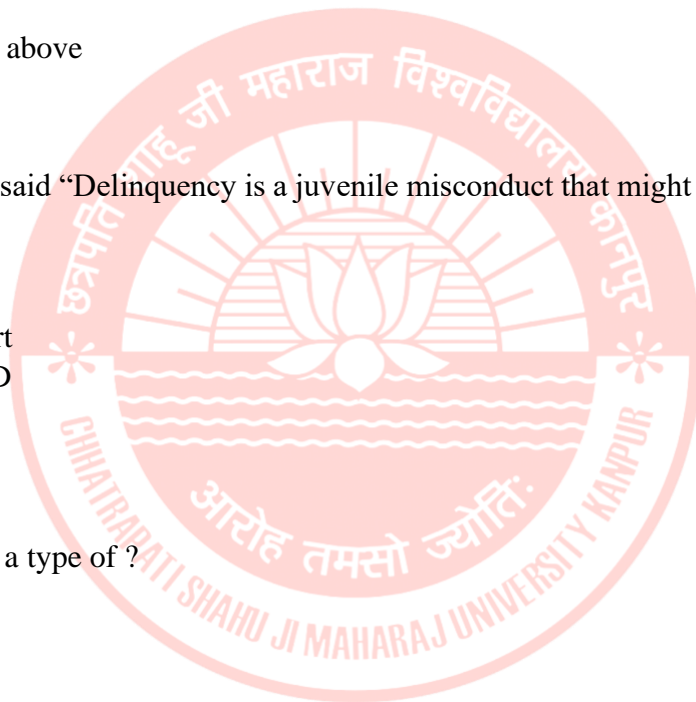 above
said “Delinquency is a juvenile misconduct that might
rt
D
a type of ?
छत्रपति शाहू जी महाराज विश्वविद्यालय कानपुर
आरोह तमसो ज्योतिः
CHHATRAPATI SHAHU JI MAHARAJ UNIVERSITY KANPUR